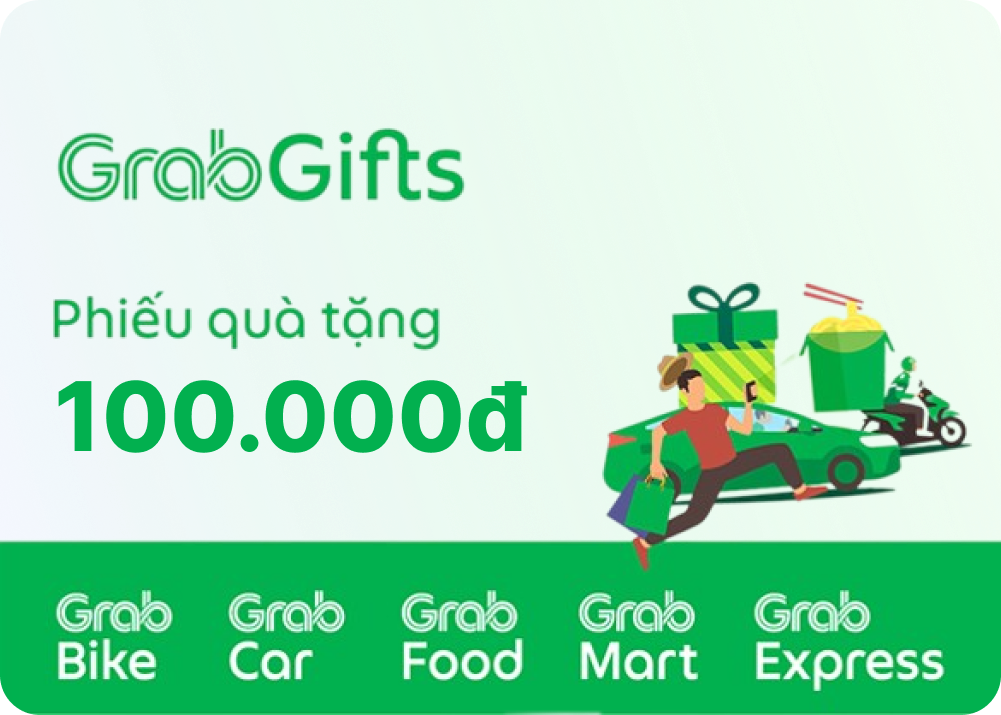 GrabGifts
Phiếu quà tặng
100.000đ
Grab Bike
Grab Car
Grab Food
Grab Mart
Grab Express